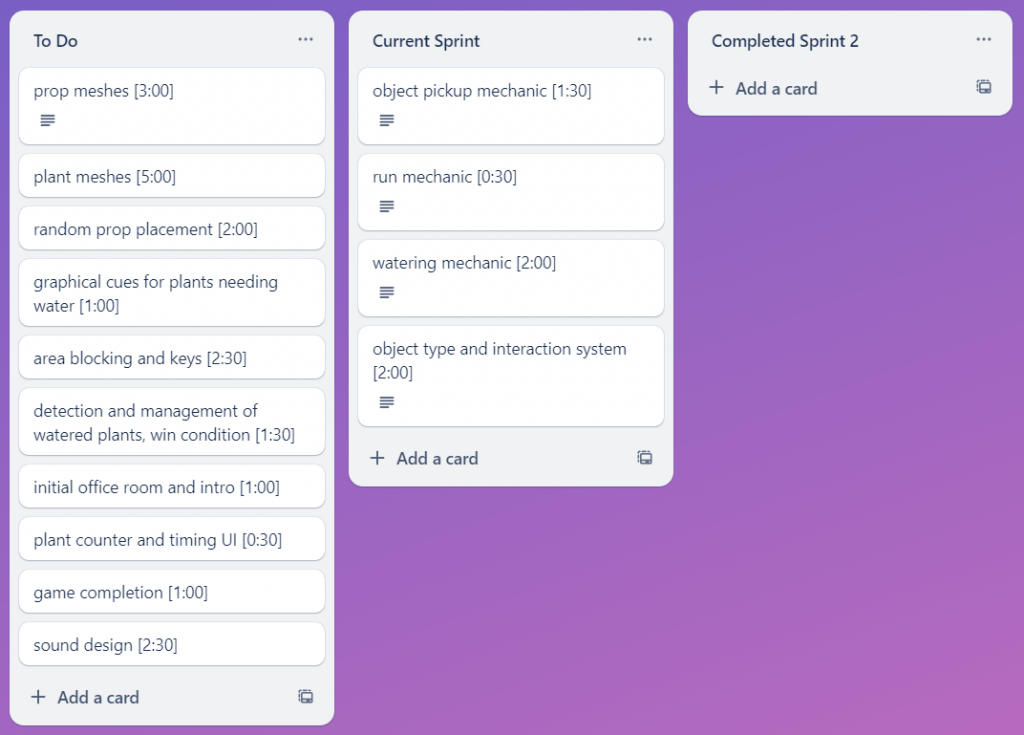 To Do
prop meshes [3:00]
plant meshes [5:00]
random prop placement [2:00]
graphical cues for plants needing
water [1:00]
area blocking and keys [2:30]
detection and management of
watered plants, win condition [1:30]
initial office room and intro [1:00]
plant counter and timing UI [0:30]
game completion [1:00]
sound design [2:30]
+ Add a card
Current Sprint
object pickup mechanic [1:30]
run mechanic [0:30]
watering mechanic [2:00]
object type and interaction system
[2:00]
+ Add a card
Completed Sprint 2
+ Add a card